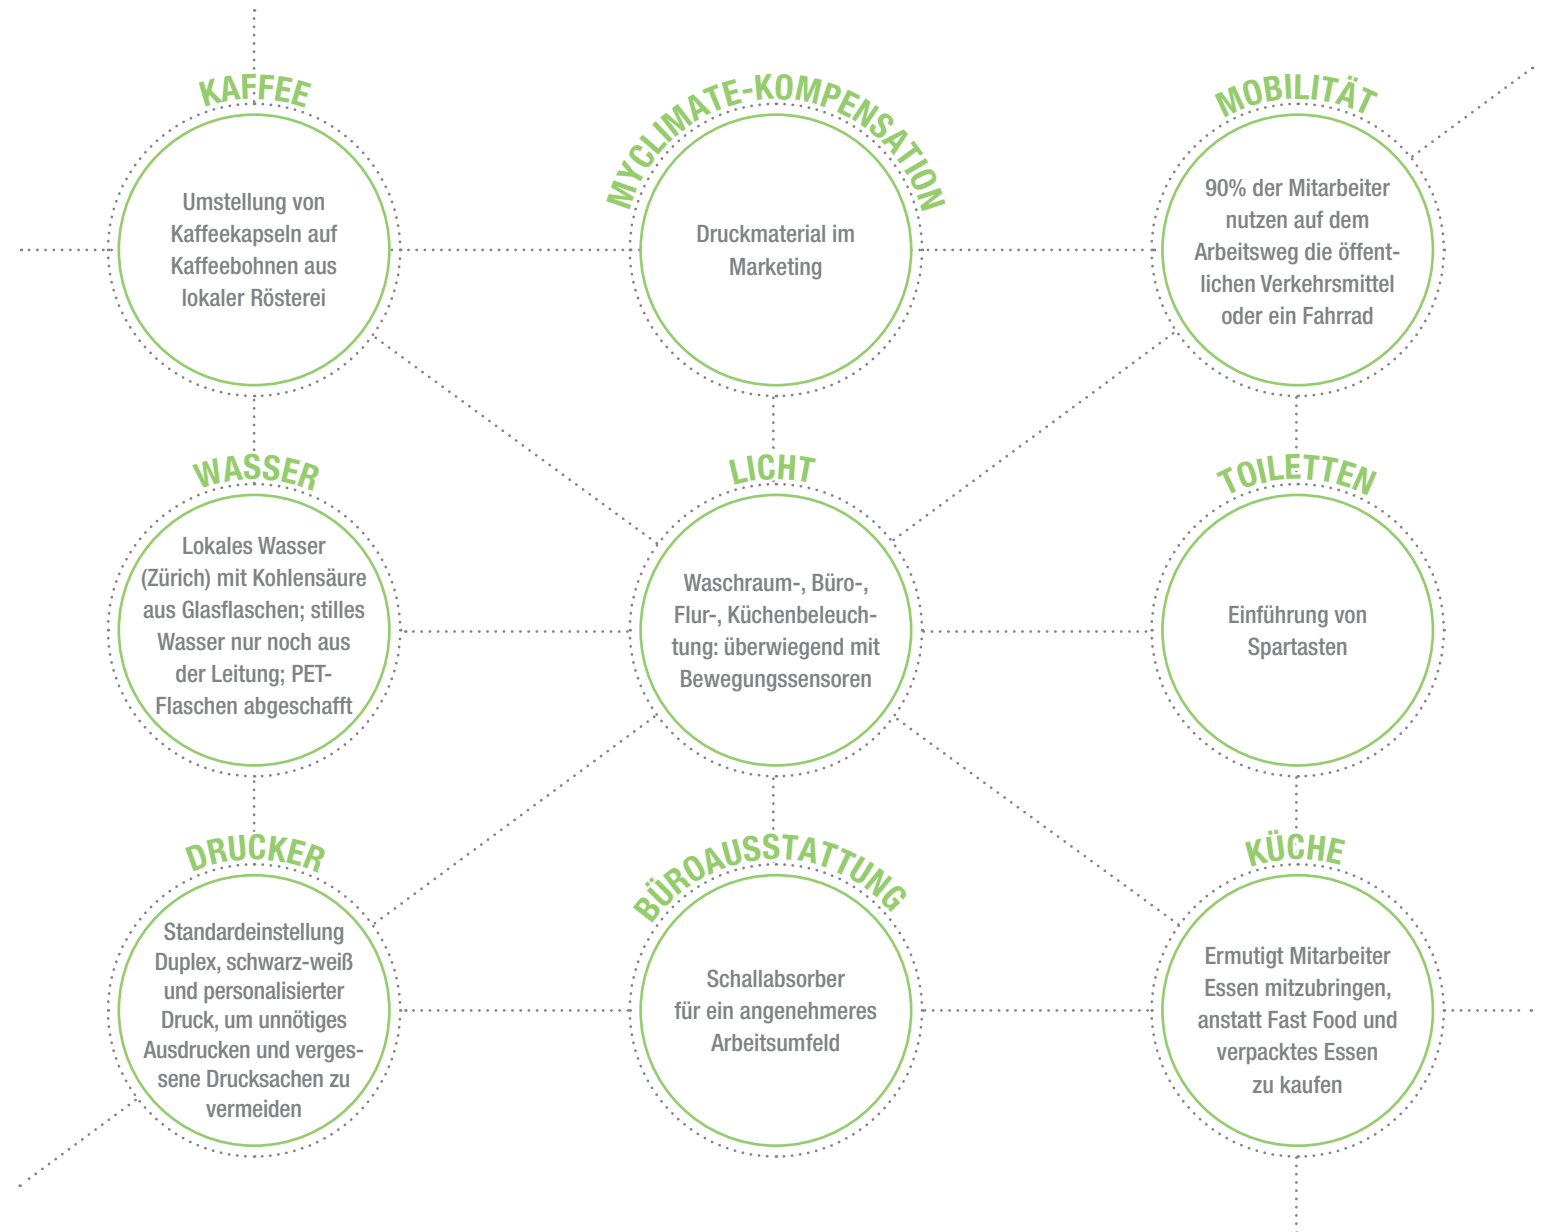 KAFFEE
Umstellung von
Kaffeekapseln auf
Kaffeebohnen aus
lokaler Rösterei
MYCLIMATE-KOMPENSATION
Druckmaterial im
Marketing
MOBILITÄT
90% der Mitarbeiter
nutzen auf dem
Arbeitsweg die öffent-
lichen Verkehrsmittel
oder ein Fahrrad
WASSER
Lokales Wasser
(Zürich) mit Kohlensäure
aus Glasflaschen; stilles
Wasser nur noch aus
der Leitung; PET-
Flaschen abgeschafft
LICHT
Waschraum-, Büro-,
Flur-, Küchenbeleuch-
tung: überwiegend mit
Bewegungssensoren
TOILETTEN
Einführung von
Spartasten
DRUCKER
Standardeinstellung
Duplex, schwarz-weiß
und personalisierter
Druck, um unnötiges
Ausdrucken und verges-
sene Drucksachen zu
vermeiden
BÜROAUSSTATTUNG
Schallabsorber
für ein angenehmeres
Arbeitsumfeld
KÜCHE
Ermutigt Mitarbeiter
Essen mitzubringen,
anstatt Fast Food und
verpacktes Essen
zu kaufen